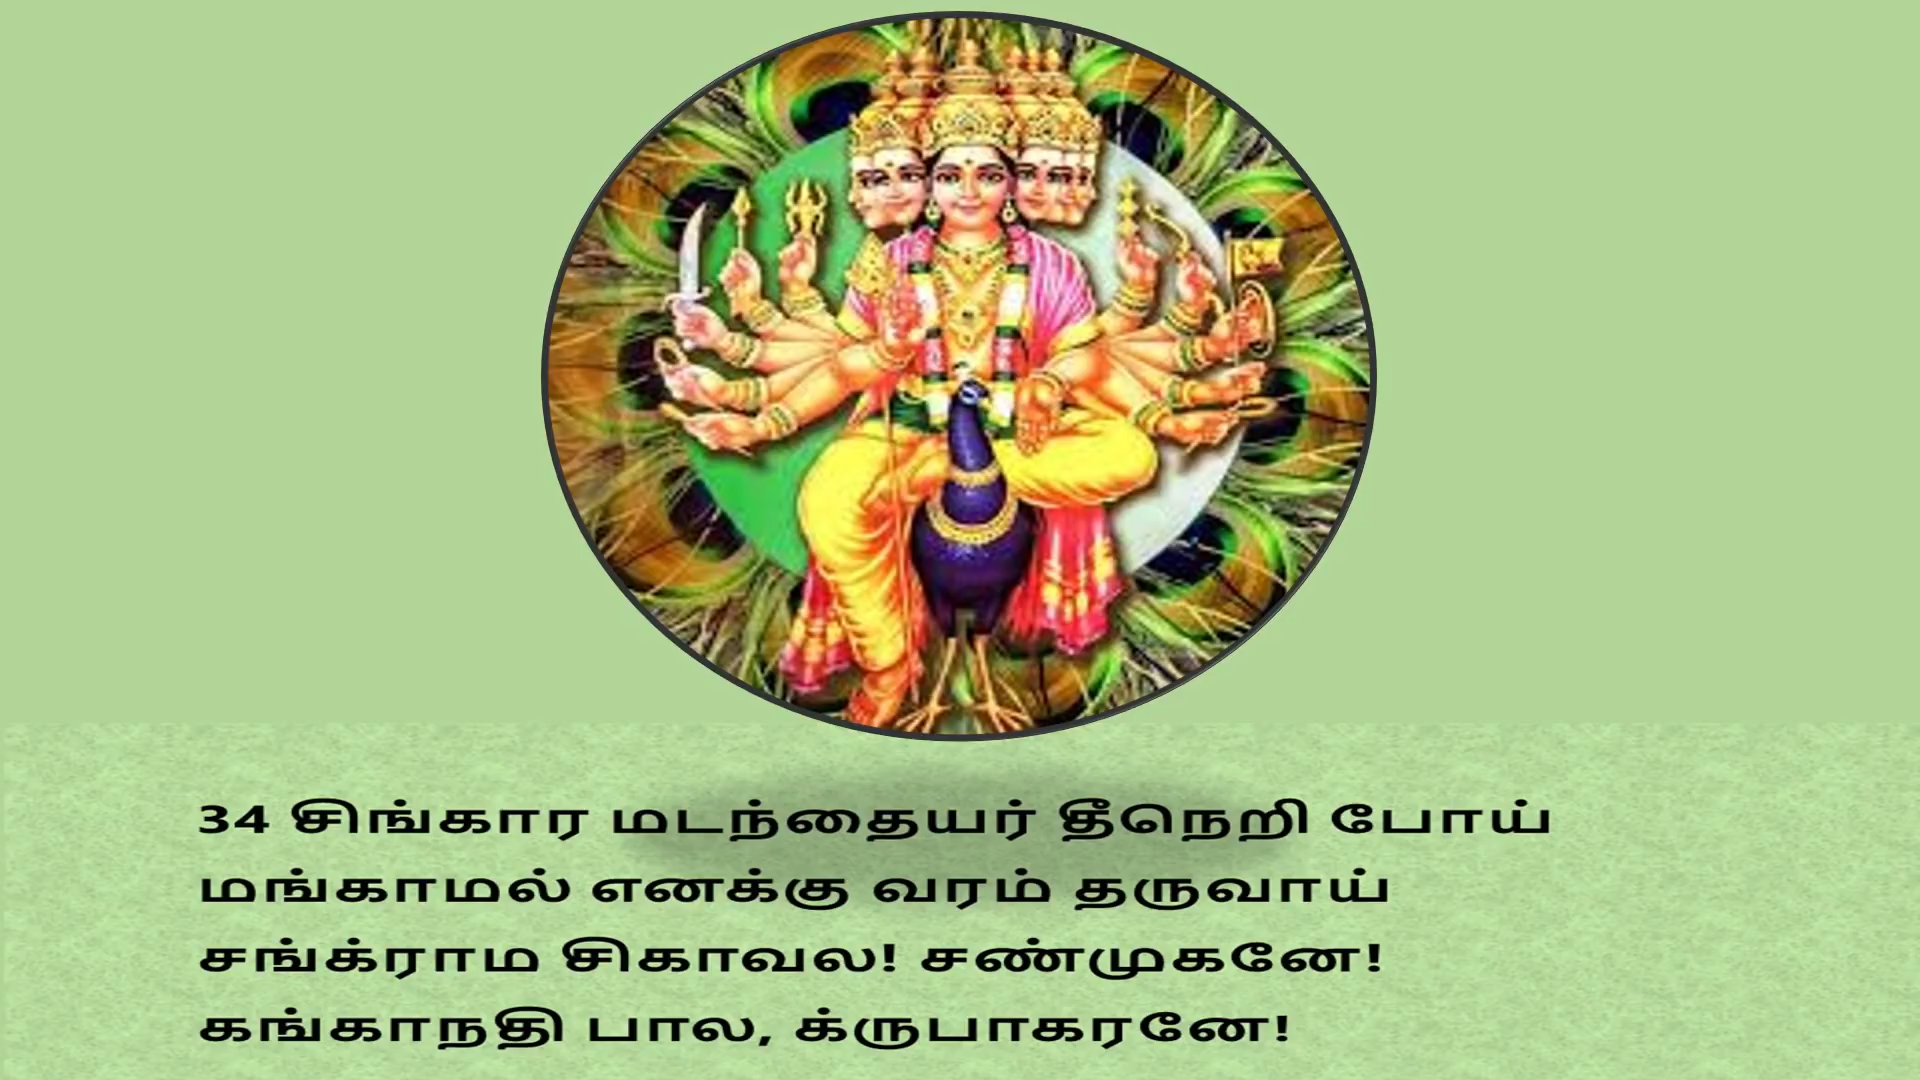 34 சிங்கார மடந்தையர் தீநெறி போய்
மங்காமல் எனக்கு வரம் தருவாய்
சங்க்ராம சிகாவல! சண்முகனே!
கங்காநதி பால, க்ருபாகரனே!